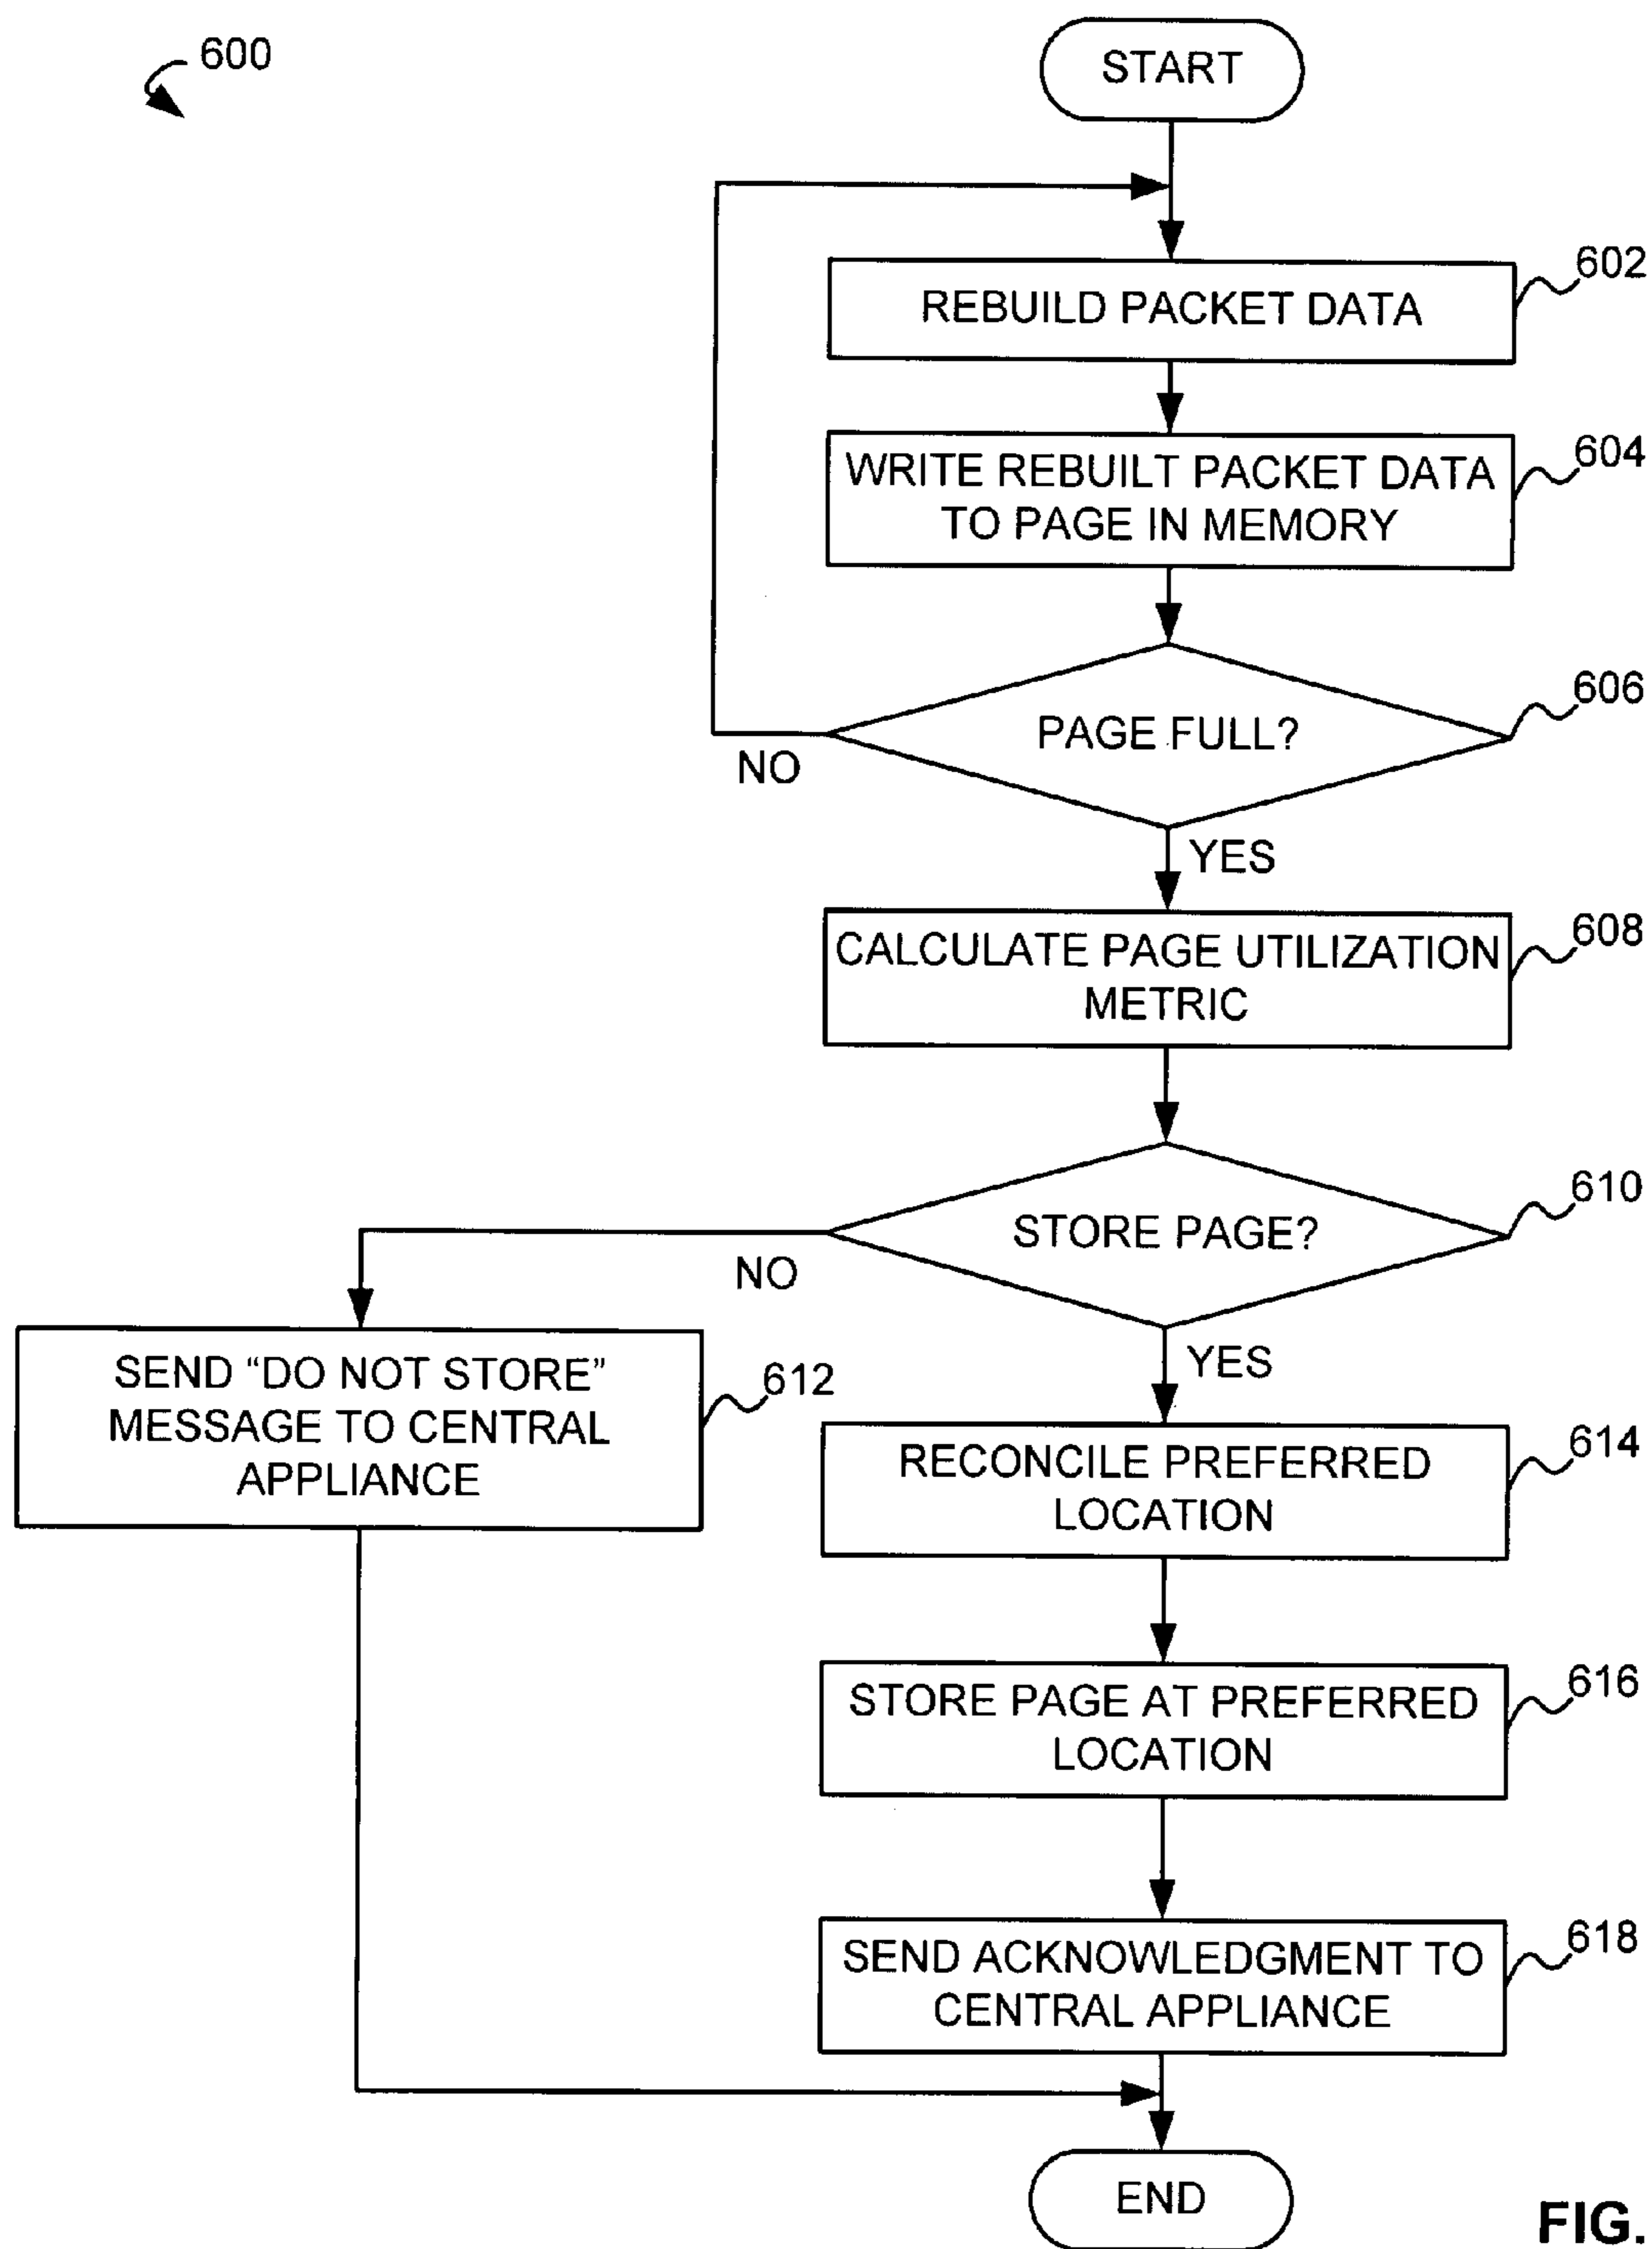 600
START
REBUILD PACKET DATA
602
WRITE REBUILT PACKET DATA
TO PAGE IN MEMORY
604
PAGE FULL?
606
NO
YES
CALCULATE PAGE UTILIZATION
METRIC
608
STORE PAGE?
610
NO
YES
SEND “DO NOT STORE”
MESSAGE TO CENTRAL
APPLIANCE
612
RECONCILE PREFERRED
LOCATION
614
STORE PAGE AT PREFERRED
LOCATION
616
SEND ACKNOWLEDGMENT TO
CENTRAL APPLIANCE
618
END
FIG.